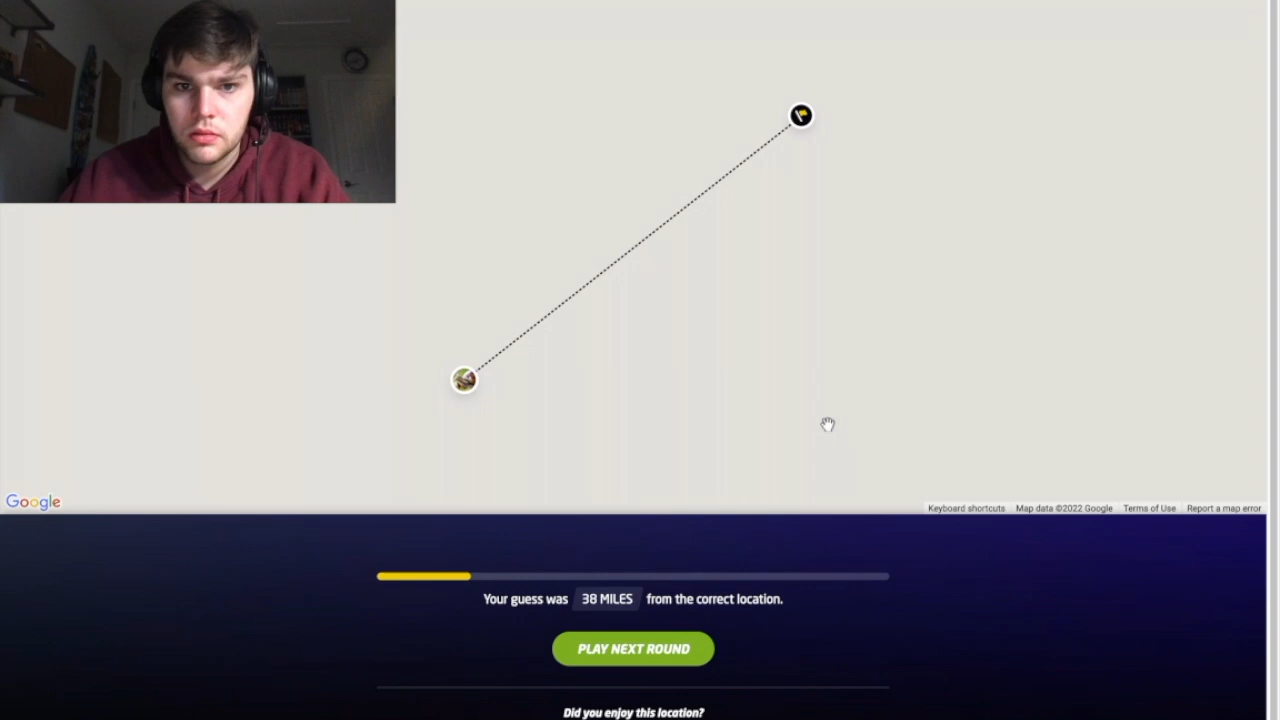 Google
Keyboard shortcuts Map data ©2022 Google Terms of Use Report a map error
Your guess was 38 MILES from the correct location.
PLAY NEXT ROUND
Did you enjoy this location?